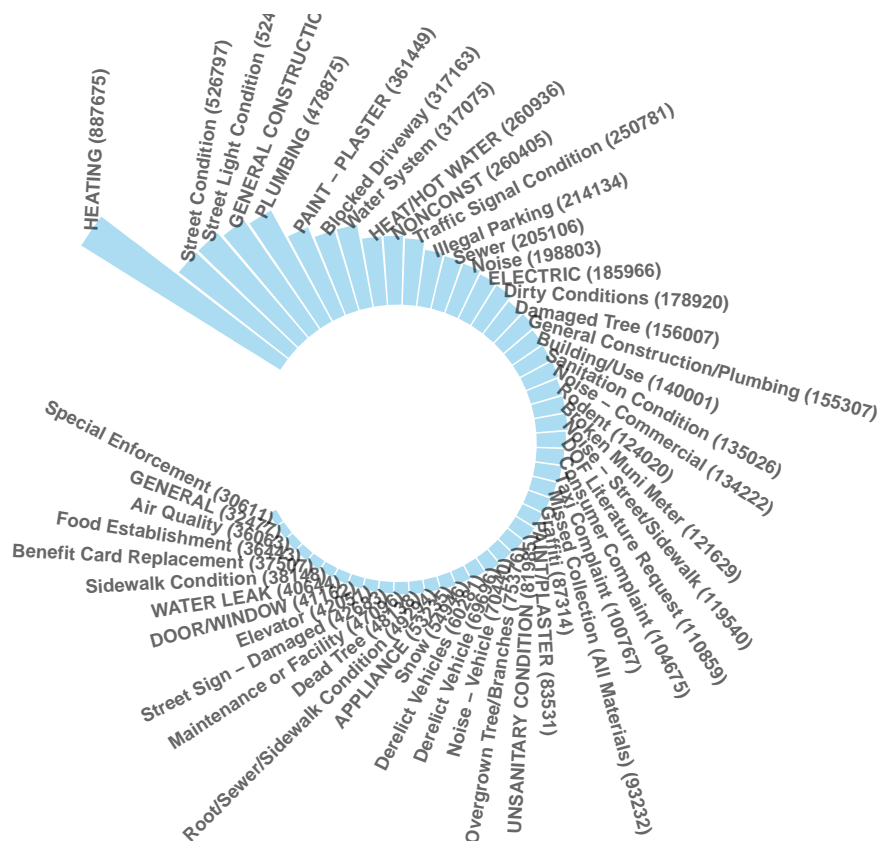 HEATING (887675)
Street Condition (526797)
Street Light Condition (524
GENERAL CONSTRUCTION
PLUMBING (478875)
PAINT – PLASTER (361449)
Blocked Driveway (317163)
Water System (317075)
HEAT/HOT WATER (260936)
NONCONST (260405)
Traffic Signal Condition (250781)
Illegal Parking (214134)
Sewer (205106)
Noise (198803)
ELECTRIC (185966)
Dirty Conditions (178920)
Damaged Tree (156007)
General Construction/Plumbing (155307)
Building/Use (140001)
Sanitation Condition (135026)
Noise – Commercial (134222)
Rodent (124020)
Broken Muni Meter (121629)
Noise – Street/Sidewalk (119540)
DOF Literature Request (110859)
Consumer Complaint (104675)
Taxi Complaint (100767)
Missed Collection (All Materials) (93232)
Graffiti (87314)
PAINT/PLASTER (83531)
UNSANITARY CONDITION (81985)
Overgrown Tree/Branches
Noise – Vehicle
Derelict Vehicle
Derelict Vehicles
Snow
APPLIANCE
Root/Sewer/Sidewalk Condition
Dead Tree
Maintenance or Facility
Street Sign – Damaged
Elevator
DOOR/WINDOW
WATER LEAK
Sidewalk Condition
Benefit Card Replacement (37507)
Food Establishment (36443)
Air Quality (36063)
GENERAL
Special Enforcement (30611)